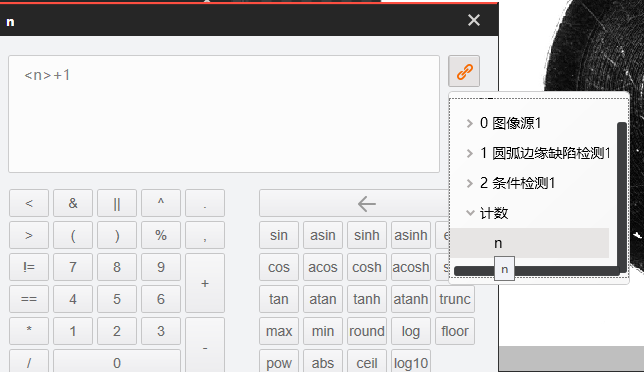 n
<n>+1
0 图像源1
1 圆弧边缘缺陷检测1
2 条件检测1
计数
n
n
< & || ^ .
> ( ) % ,
sin asin sinh asinh
!= 7 8 9 +
cos acos cosh acosh
== 4 5 6
tan atan tanh atanh trunc
* 1 2 3 -
max min round log floor
/ 0
pow abs ceil log10